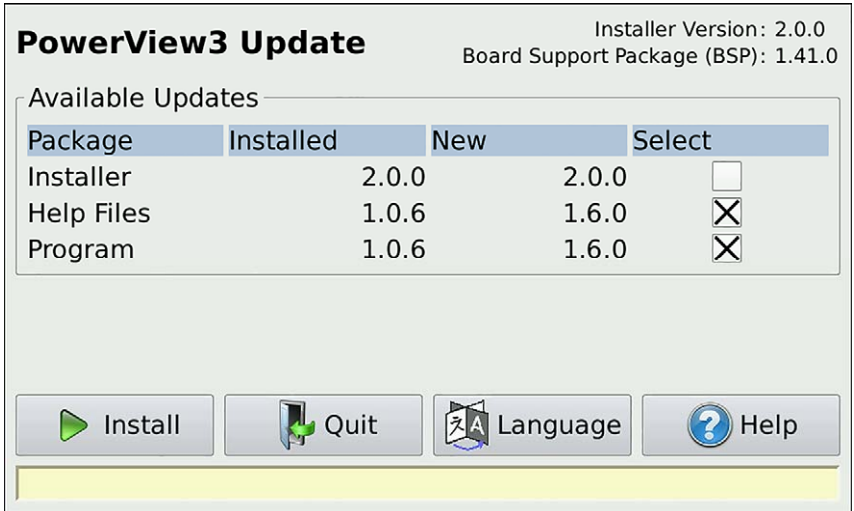 PowerView3 Update
Installer Version: 2.0.0
Board Support Package (BSP): 1.41.0
Available Updates
Package Installed New Select
Installer 2.0.0 2.0.0
Help Files 1.0.6 1.6.0
Program 1.0.6 1.6.0
Install Quit Language Help